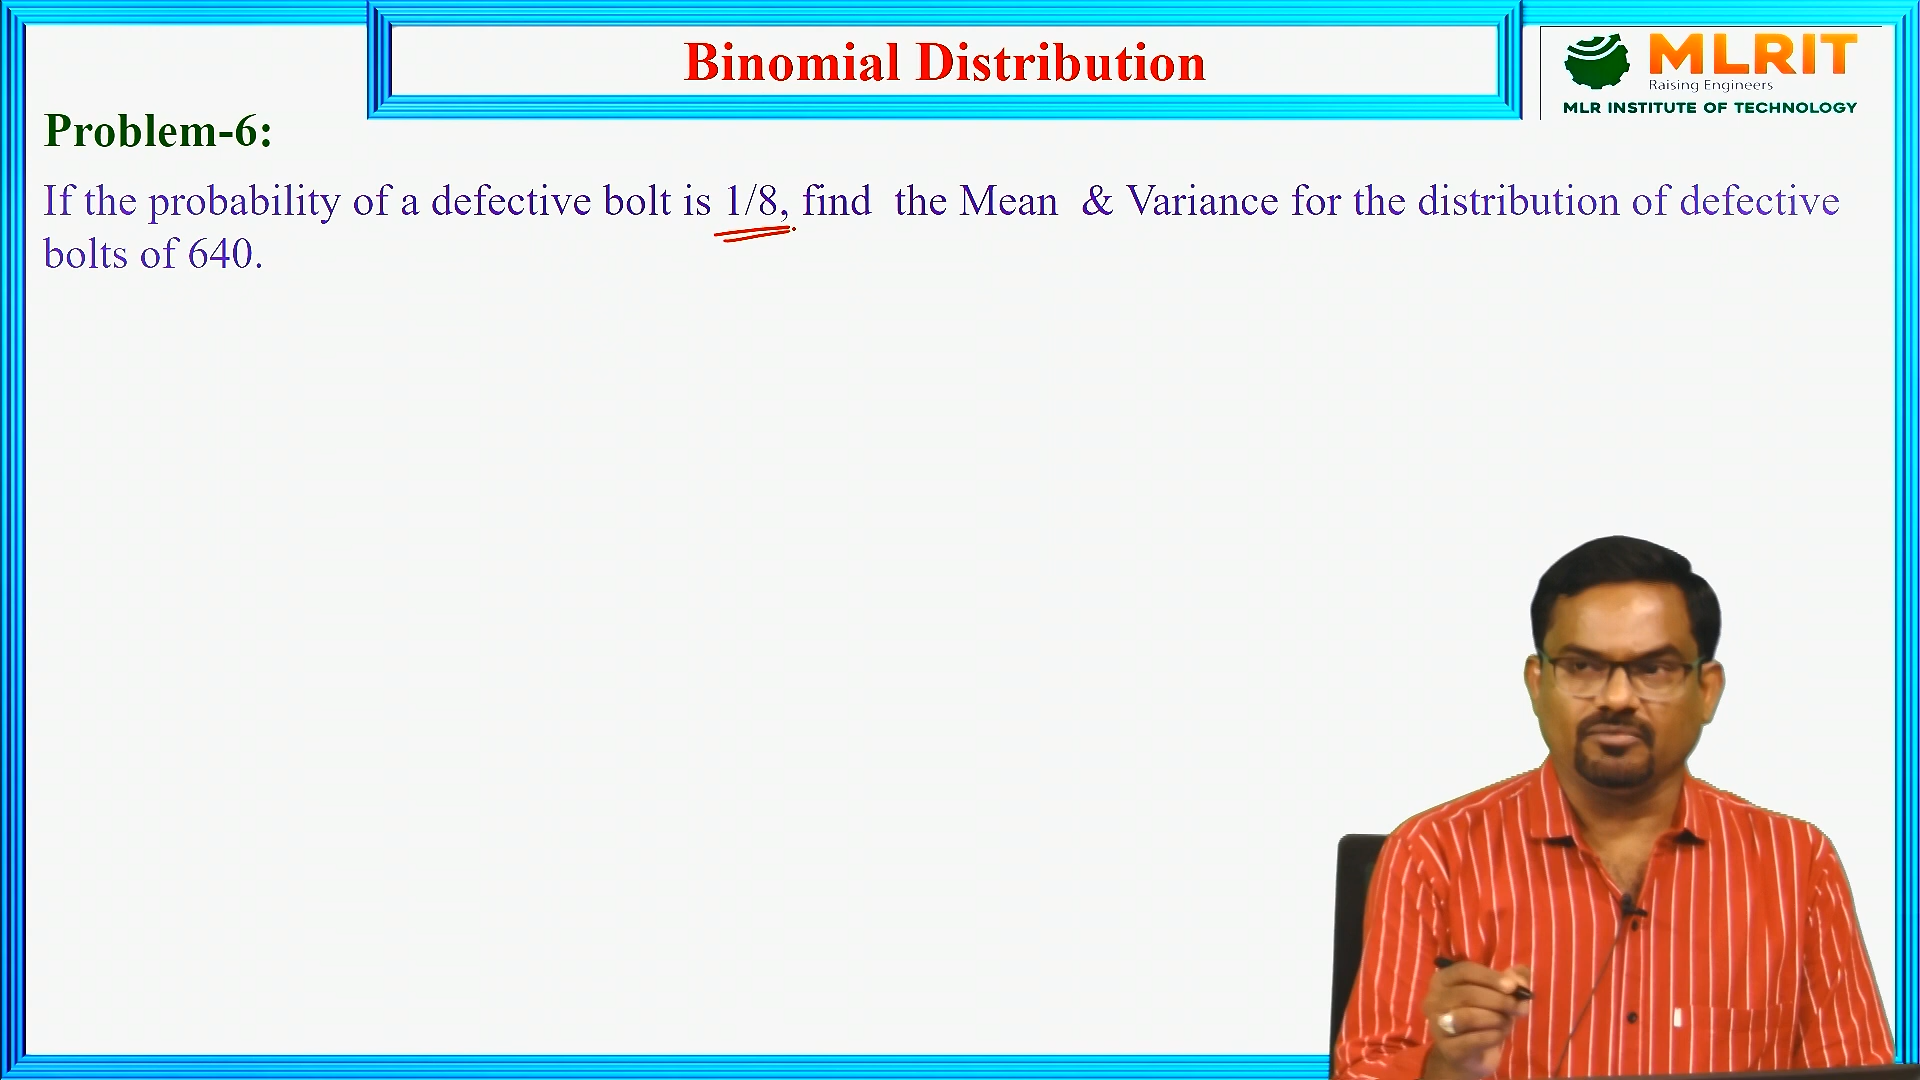 Binomial Distribution
MLRIT
Raising Engineers
MLR INSTITUTE OF TECHNOLOGY
Problem-6:
If the probability of a defective bolt is 1/8, find the Mean & Variance for the distribution of defective
bolts of 640.